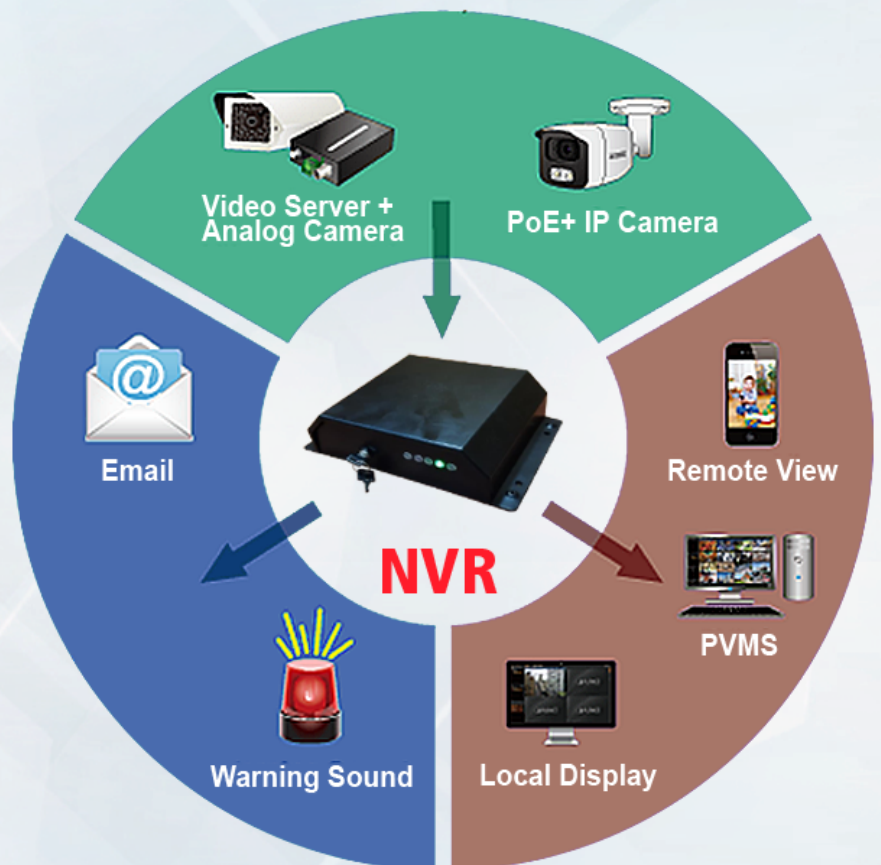 Video Server +
Analog Camera
PoE+ IP Camera
Email
Remote View
NVR
PVMS
Warning Sound
Local Display